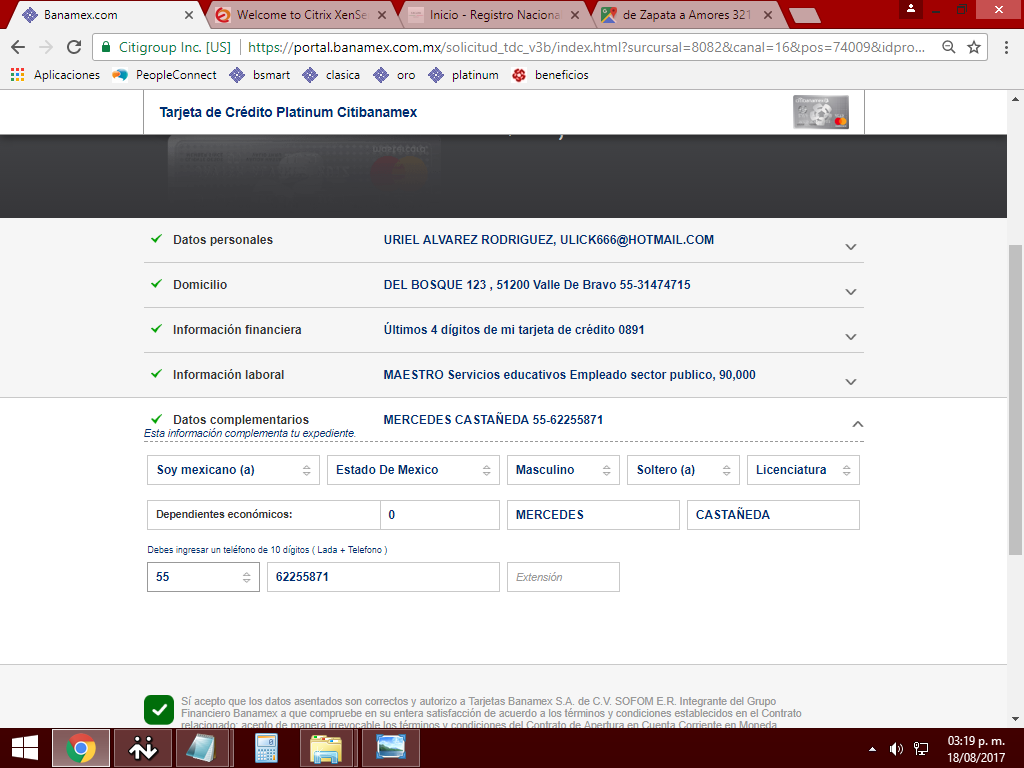 Banamex.com
Welcome to Citrix XenSe
Inicio - Registro Naciona
de Zapata a Amores 321
Citigroup Inc. [US]
https://portal.banamex.com.mx/solicitud_tdc_v3b/index.html?surcursal=8082&canal=16&pos=74009&idpro...
Aplicaciones
PeopleConnect
bsmart
clasica
oro
platinum
beneficios
Tarjeta de Crédito Platinum Citibanamex
Datos personales
URIEL ALVAREZ RODRIGUEZ, ULICK666@HOTMAIL.COM
Domicilio
DEL BOSQUE 123 , 51200 Valle De Bravo 55-31474715
Información financiera
Últimos 4 dígitos de mi tarjeta de crédito 0891
Información laboral
MAESTRO Servicios educativos Empleado sector publico, 90,000
Datos complementarios
MERCEDES CASTAÑEDA 55-62255871
Esta información complementa tu expediente.
Soy mexicano (a)
Estado De Mexico
Masculino
Soltero (a)
Licenciatura
Dependientes económicos:
0
MERCEDES
CASTAÑEDA
Debes ingresar un teléfono de 10 dígitos ( Lada + Telefono )
55
62255871
Extensión
Sí acepto que los datos asentados son correctos y autorizo a Tarjetas Banamex S.A. de C.V. SOFOM E.R. Integrante del Grupo
Financiero Banamex a que compruebe en su entera satisfacción de acuerdo a los términos y condiciones establecidos en el Contrato
relacionado; acepto de manera irrevocable los términos y condiciones del Contrato de Apertura en Cuenta Corriente en Moneda
03:19 p. m.
18/08/2017